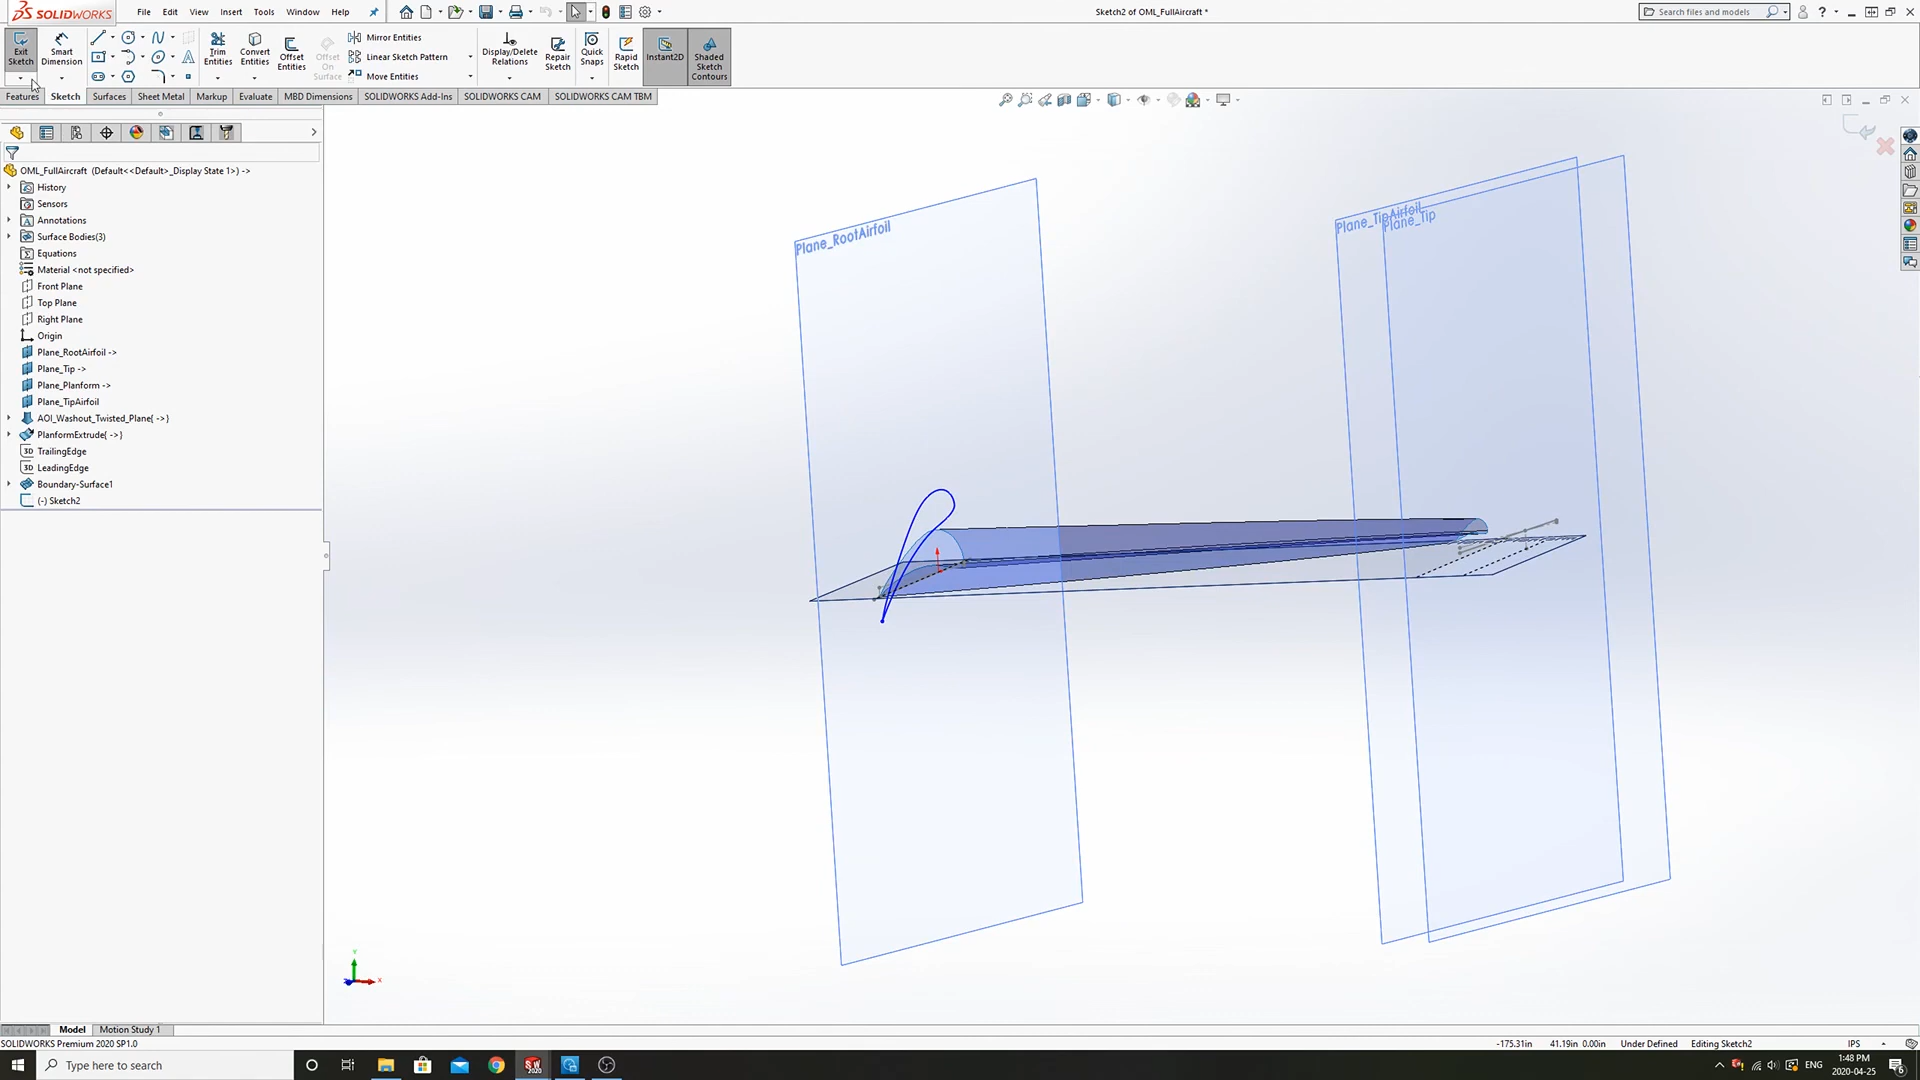 SOLIDWORKS
File Edit View Insert Tools Window Help
Sketch2 of OML_FullAircraft *
Search files and models
Exit Sketch
Smart Dimension
Trim Entities
Convert Entities
Offset Entities
Offset On Surface
Mirror Entities
Linear Sketch Pattern
Move Entities
Display/Delete Relations
Repair Sketch
Quick Snaps
Rapid Sketch
Instant2D
Shaded Sketch Contours
Features Sketch Surfaces Sheet Metal Markup Evaluate MBD Dimensions SOLIDWORKS Add-Ins SOLIDWORKS CAM SOLIDWORKS CAM TBM
OML_FullAircraft (Default<<Default>_Display State 1>) ->
History
Sensors
Annotations
Surface Bodies(3)
Equations
Material <not specified>
Front Plane
Top Plane
Right Plane
Origin
Plane_RootAirfoil ->
Plane_Tip ->
Plane_Planform ->
Plane_TipAirfoil
AOI_Washout_Twisted_Plane{ ->}
PlanformExtrude{ ->}
3D TrailingEdge
3D LeadingEdge
Boundary-Surface1
(-) Sketch2
Plane_RootAirfoil
Plane_TipAirfoil
Plane_Tip
Y
X
Model Motion Study 1
SOLIDWORKS Premium 2020 SP1.0
-175.31in 41.19in 0.00in Under Defined Editing Sketch2 IPS
Type here to search
ENG
1:48 PM
2020-04-25